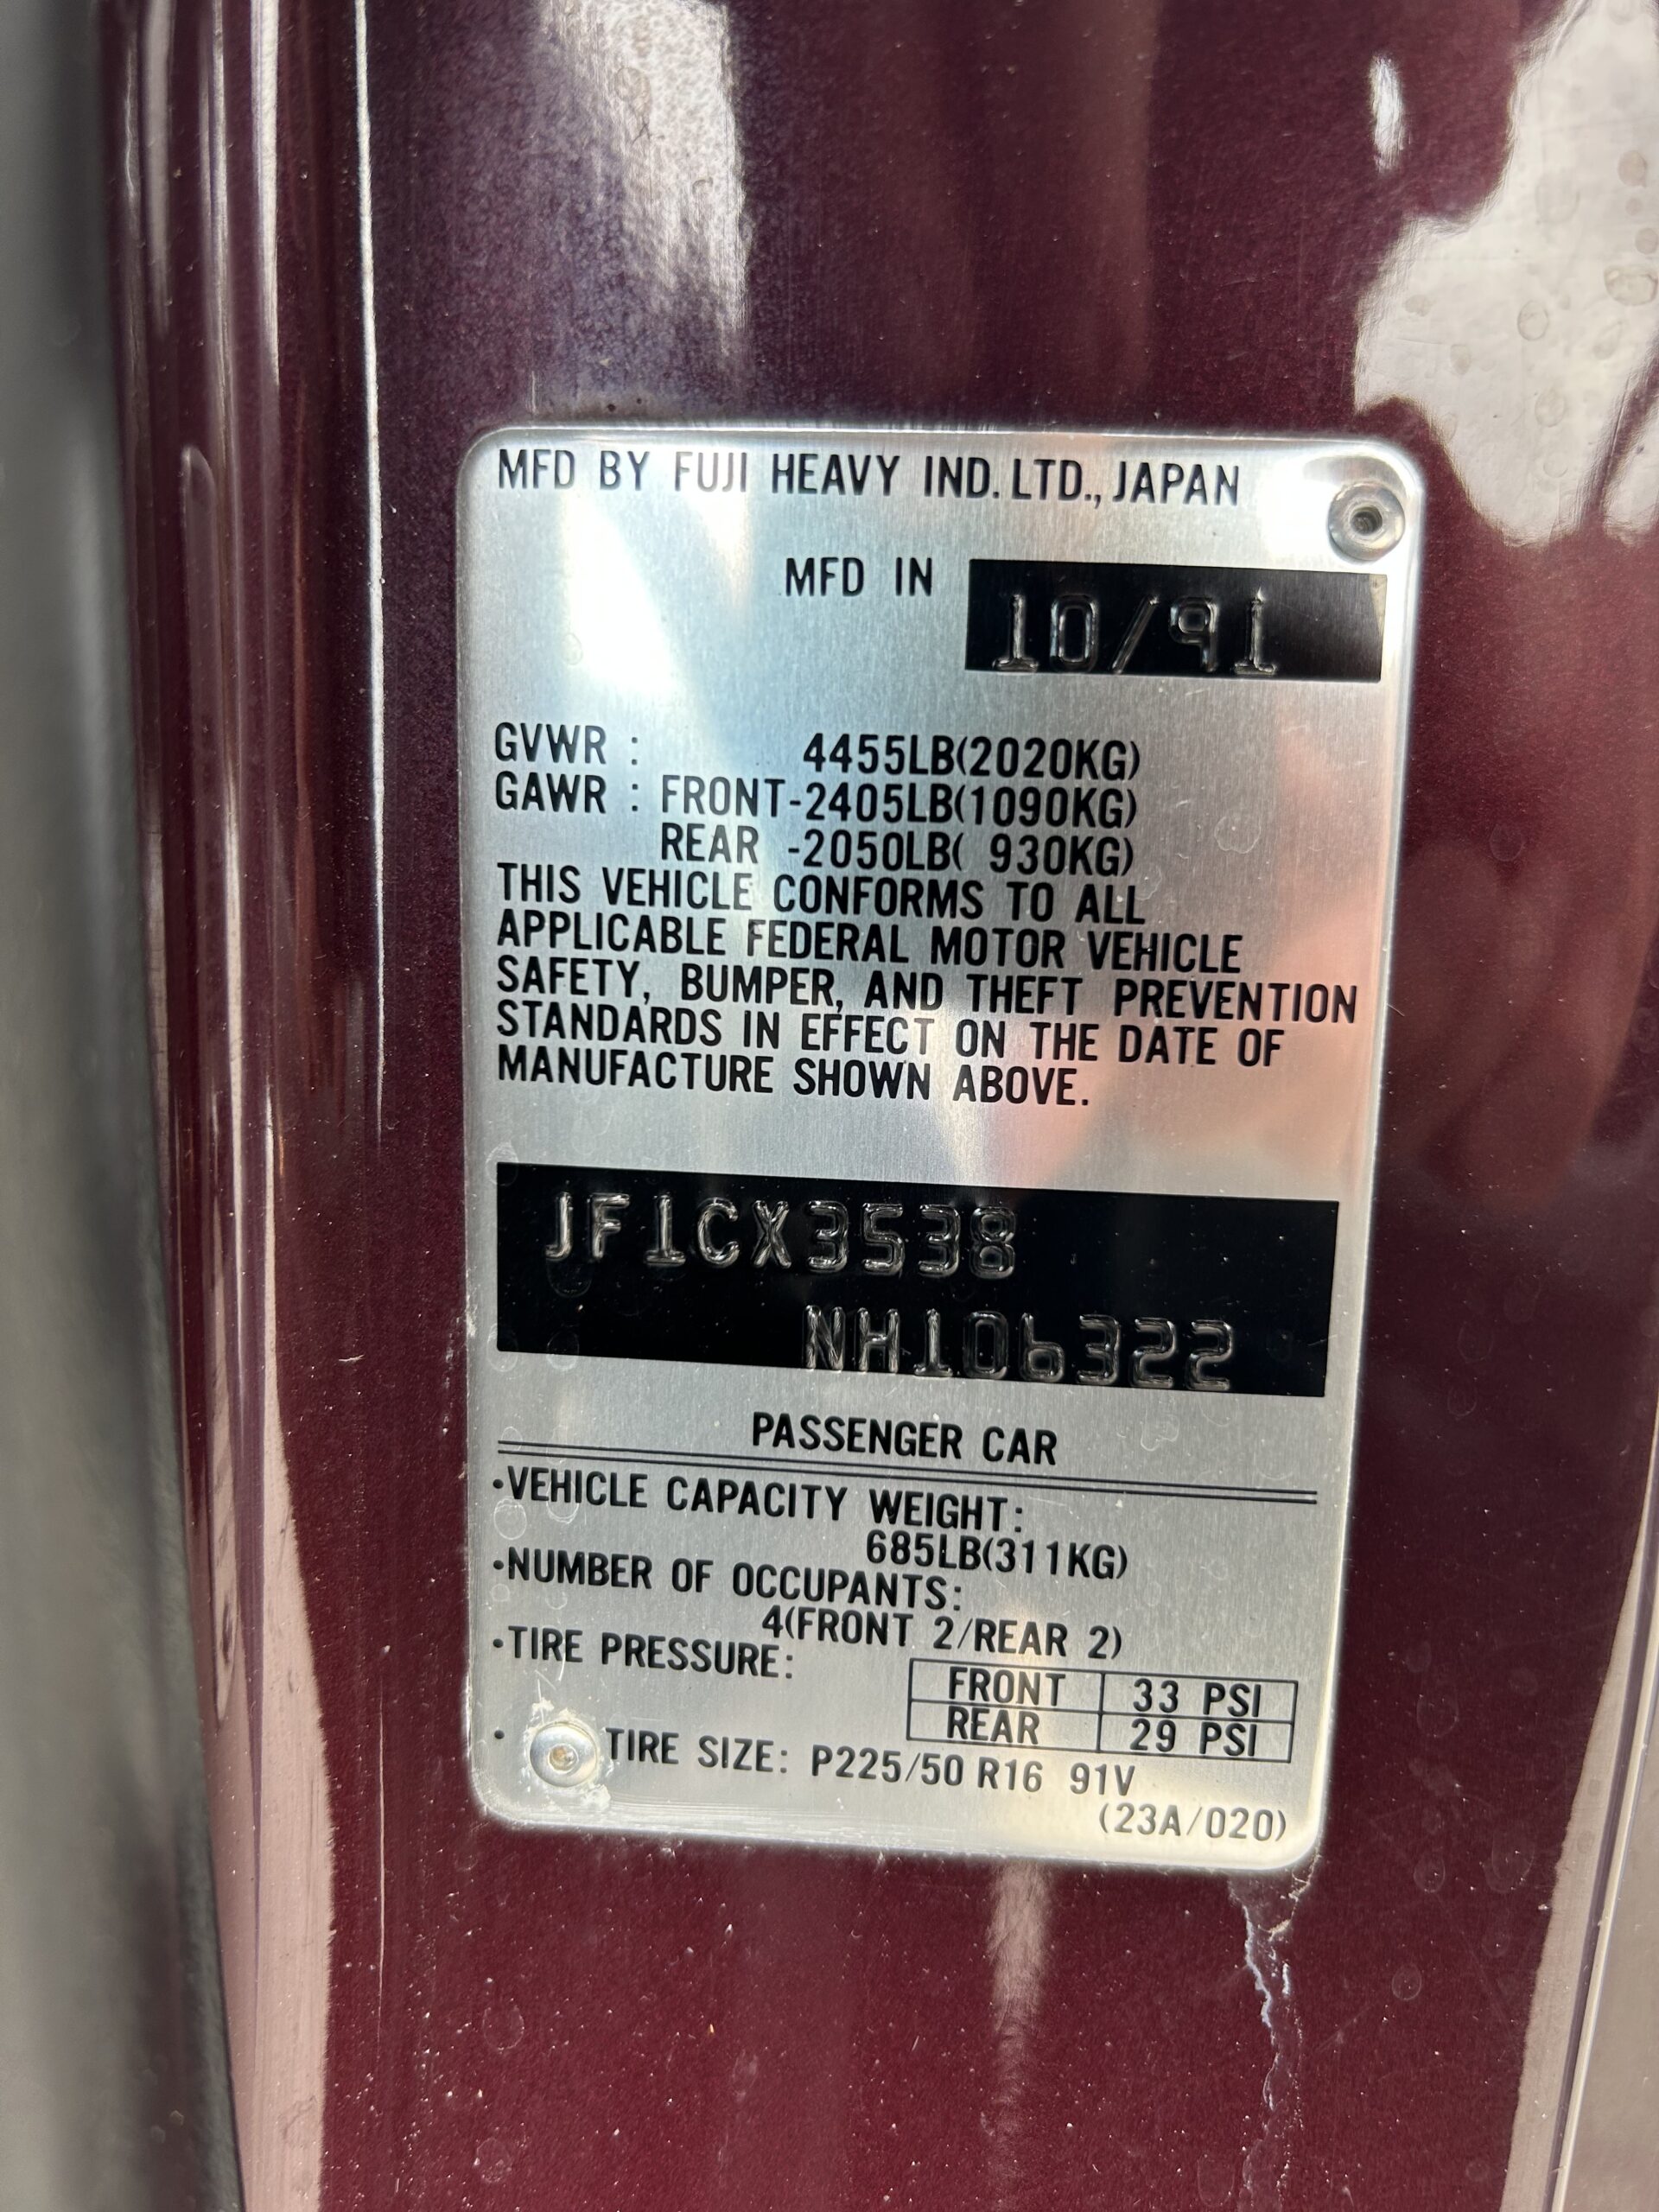 MFD BY FUJI HEAVY IND. LTD., JAPAN
MFD IN 10/91
GVWR : 4455LB(2020KG)
GAWR : FRONT-2405LB(1090KG)
REAR -2050LB( 930KG)
THIS VEHICLE CONFORMS TO ALL
APPLICABLE FEDERAL MOTOR VEHICLE
SAFETY, BUMPER, AND THEFT PREVENTION
STANDARDS IN EFFECT ON THE DATE OF
MANUFACTURE SHOWN ABOVE.
JF1CX3538
NH106322
PASSENGER CAR
•VEHICLE CAPACITY WEIGHT:
685LB(311KG)
•NUMBER OF OCCUPANTS:
4(FRONT 2/REAR 2)
•TIRE PRESSURE:
FRONT 33 PSI
REAR 29 PSI
• TIRE SIZE: P225/50 R16 91V
(23A/020)